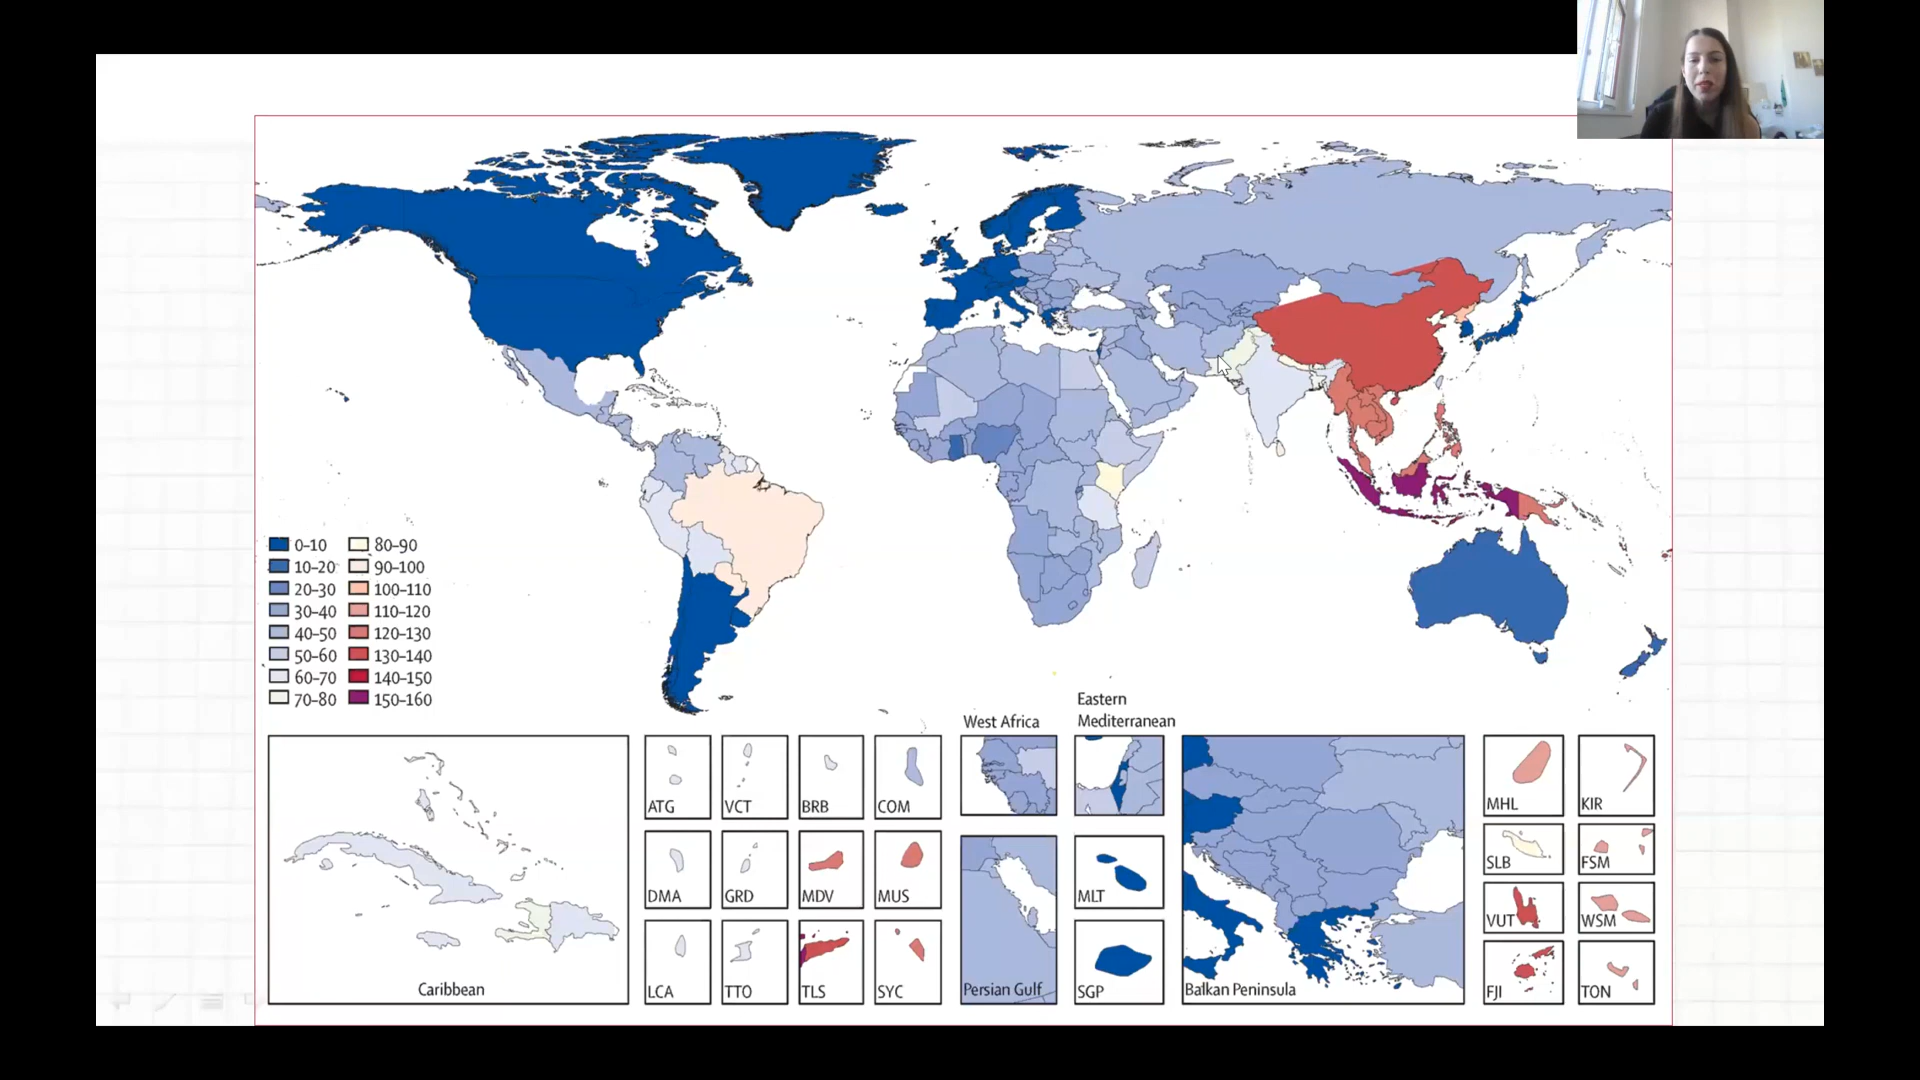 West Africa
Eastern
Mediterranean
0–10
10–20
20–30
30–40
40–50
50–60
60–70
70–80
80–90
90–100
100–110
110–120
120–130
130–140
140–150
150–160
Caribbean
ATG
VCT
BRB
COM
DMA
GRD
MDV
MUS
LCA
TTO
TLS
SYC
Persian Gulf
MLT
SGP
Balkan Peninsula
MHL
KIR
SLB
FSM
VUT
WSM
FJI
TON